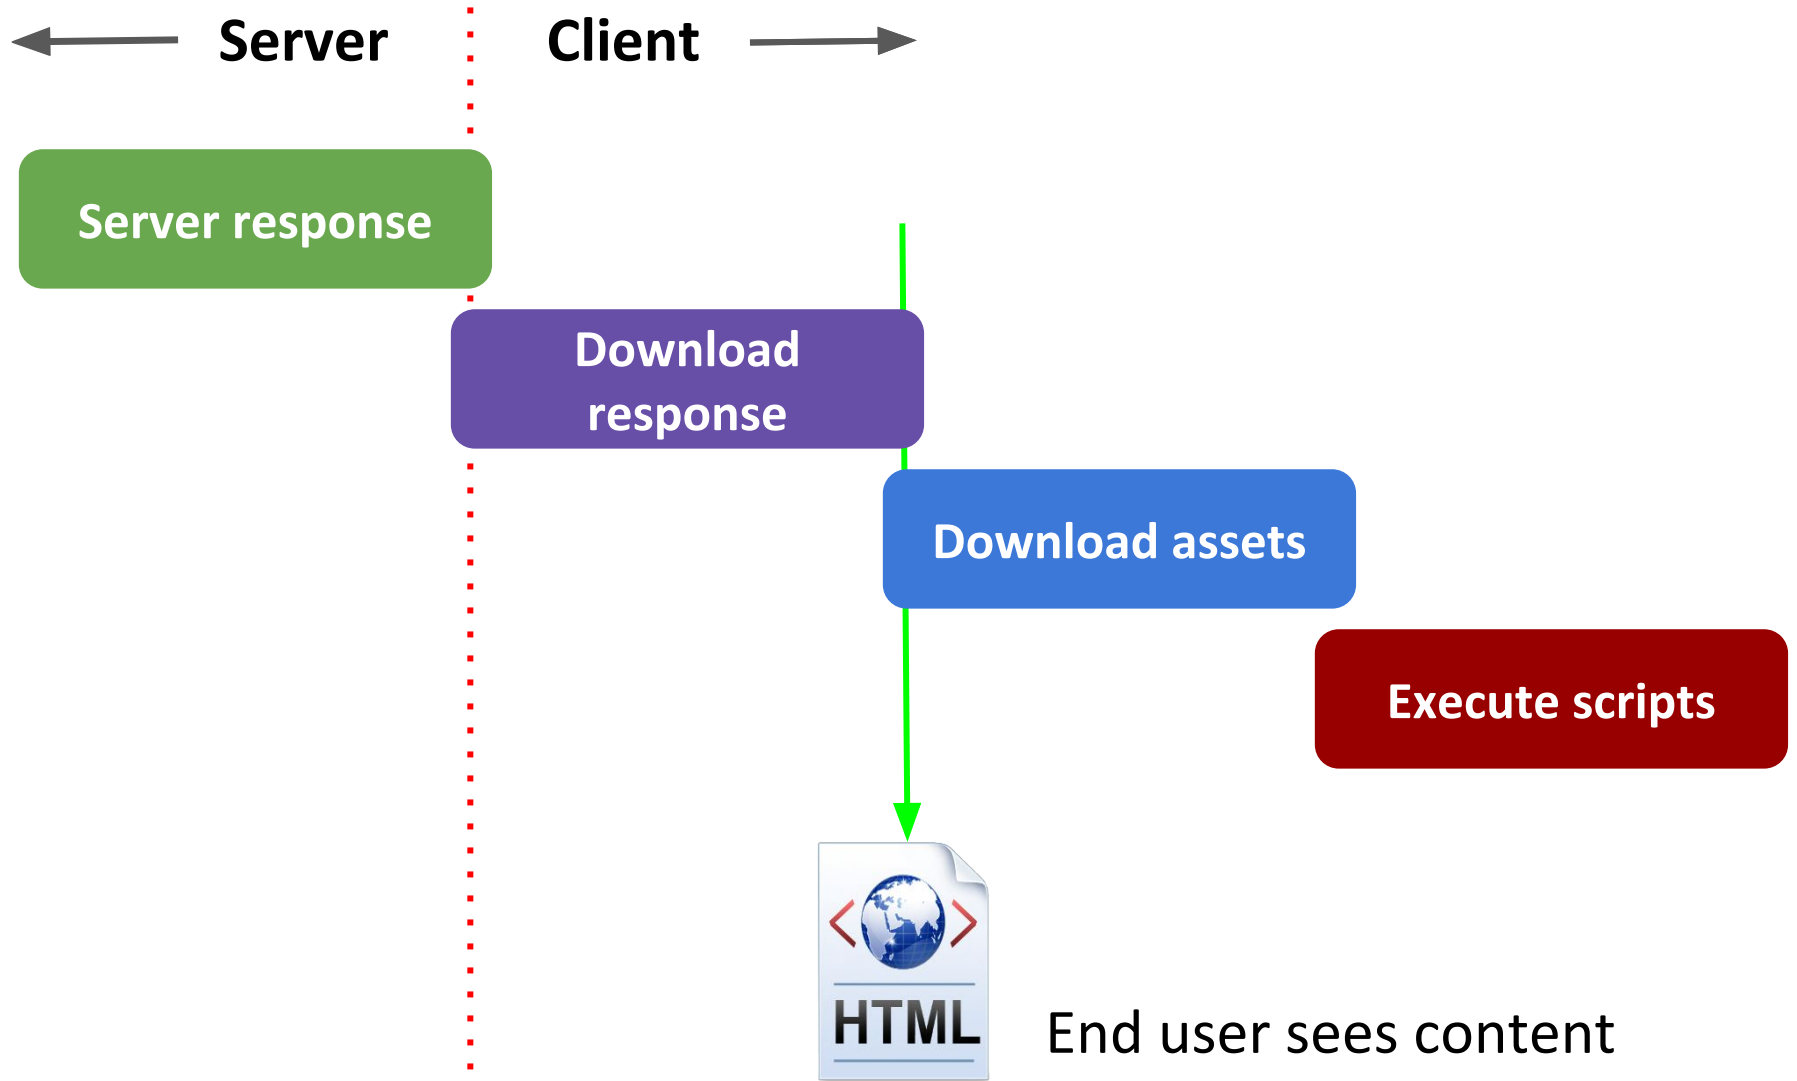 Server
Client
Server response
Download
response
Download assets
Execute scripts
< >
HTML
End user sees content